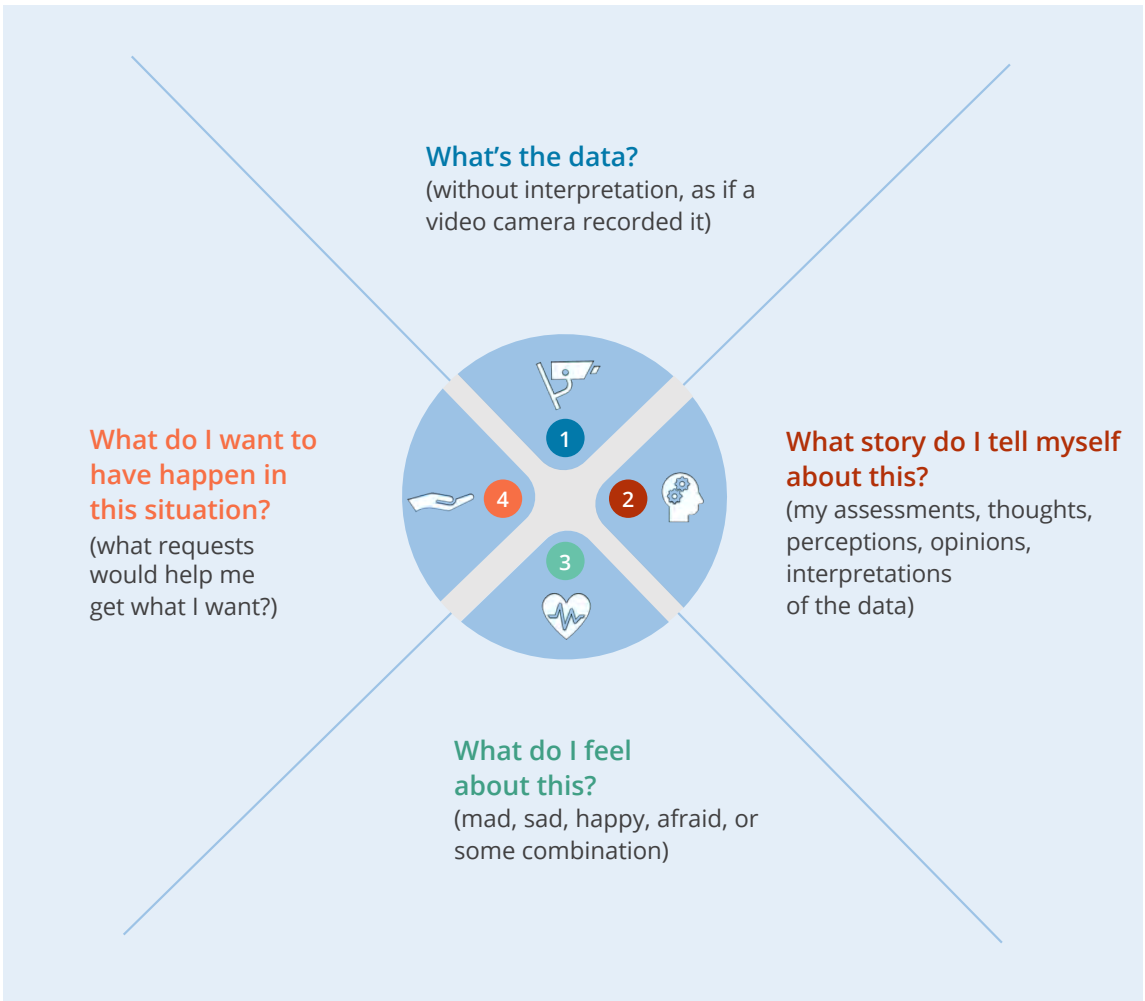 What’s the data?
(without interpretation, as if a
video camera recorded it)
1
What story do I tell myself
about this?
(my assessments, thoughts,
perceptions, opinions,
interpretations
of the data)
2
What do I feel
about this?
(mad, sad, happy, afraid, or
some combination)
3
What do I want to
have happen in
this situation?
(what requests
would help me
get what I want?)
4